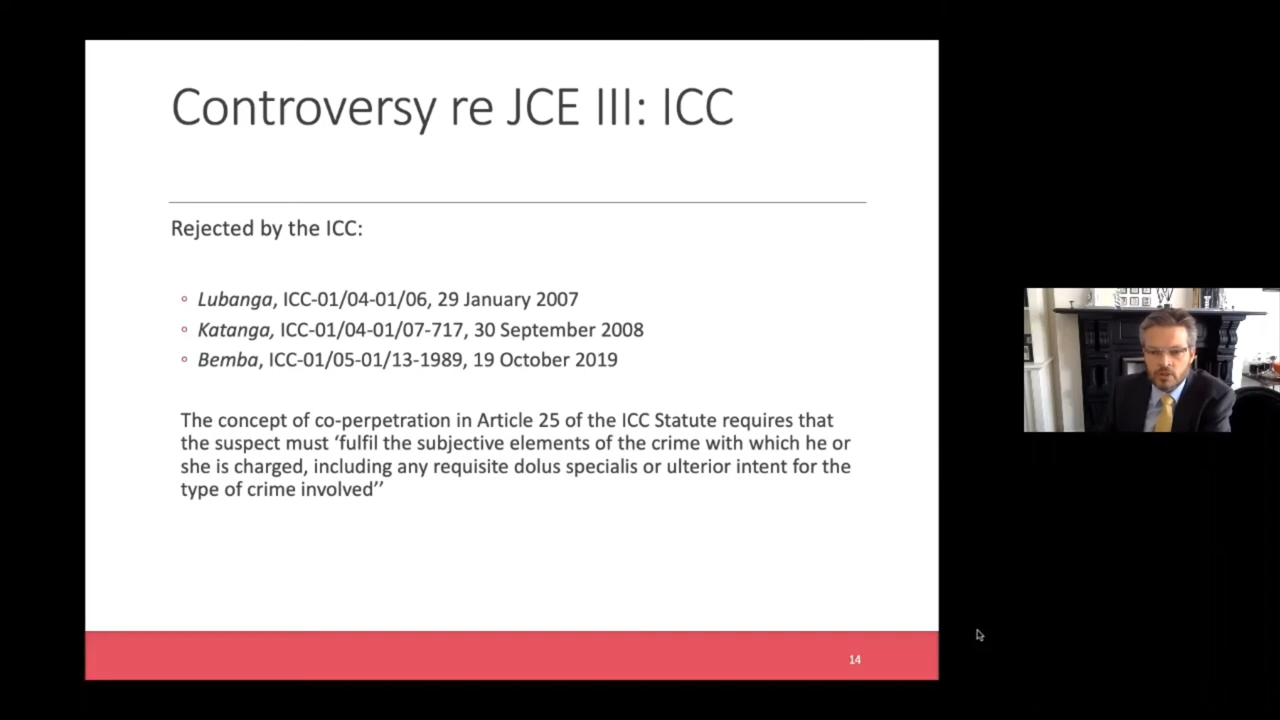 Controversy re JCE III: ICC
Rejected by the ICC:
◦ Lubanga, ICC-01/04-01/06, 29 January 2007
◦ Katanga, ICC-01/04-01/07-717, 30 September 2008
◦ Bemba, ICC-01/05-01/13-1989, 19 October 2019
The concept of co-perpetration in Article 25 of the ICC Statute requires that
the suspect must ‘fulfil the subjective elements of the crime with which he or
she is charged, including any requisite dolus specialis or ulterior intent for the
type of crime involved’’
14